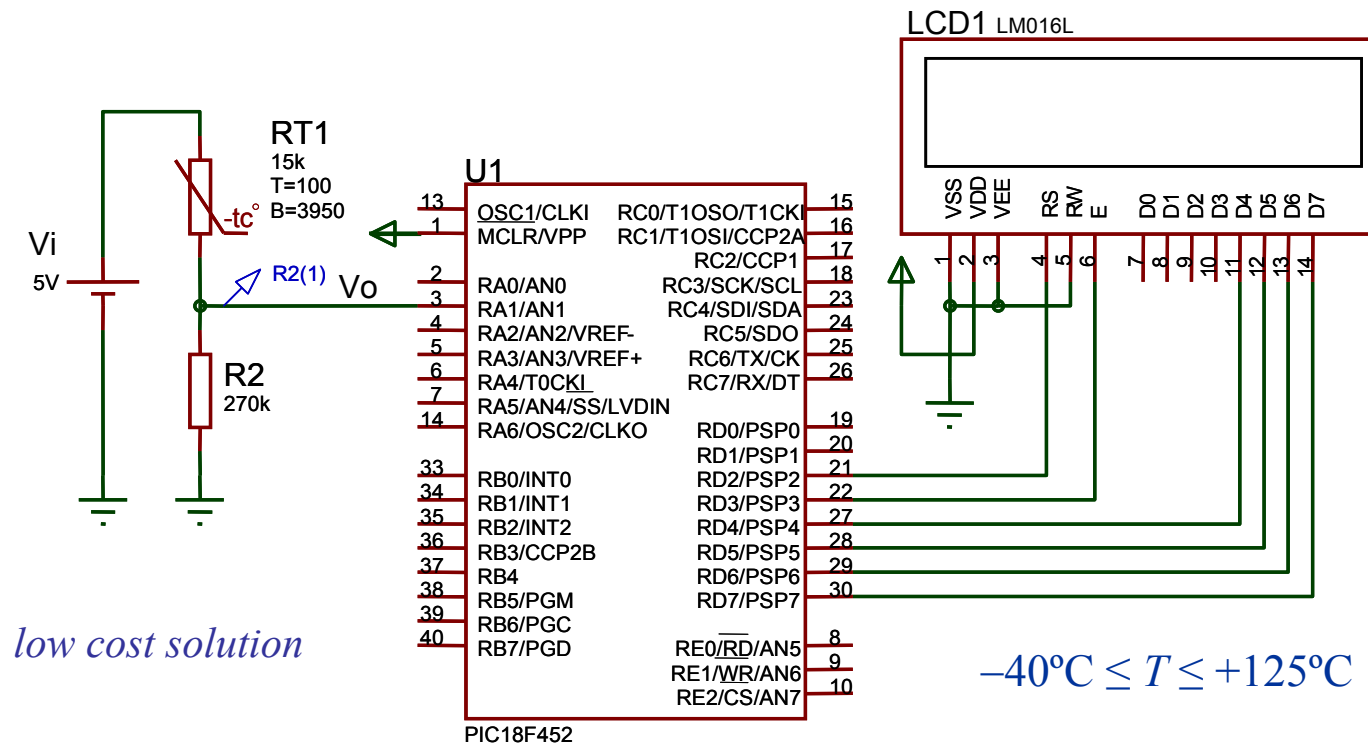 LCD1 LM016L
VSS
VDD
VEE
RS
RW
E
D0
D1
D2
D3
D4
D5
D6
D7
1
2
3
4
5
6
7
8
9
10
11
12
13
14
RT1
15k
T=100
B=3950
-tc°
Vi
5V
R2(1)
Vo
R2
270k
U1
13 OSC1/CLKI
1 MCLR/VPP
2 RA0/AN0
3 RA1/AN1
4 RA2/AN2/VREF-
5 RA3/AN3/VREF+
6 RA4/T0CKI
7 RA5/AN4/SS/LVDIN
14 RA6/OSC2/CLKO
33 RB0/INT0
34 RB1/INT1
35 RB2/INT2
36 RB3/CCP2B
37 RB4
38 RB5/PGM
39 RB6/PGC
40 RB7/PGD
RC0/T1OSO/T1CKI 15
RC1/T1OSI/CCP2A 16
RC2/CCP1 17
RC3/SCK/SCL 18
RC4/SDI/SDA 23
RC5/SDO 24
RC6/TX/CK 25
RC7/RX/DT 26
RD0/PSP0 19
RD1/PSP1 20
RD2/PSP2 21
RD3/PSP3 22
RD4/PSP4 27
RD5/PSP5 28
RD6/PSP6 29
RD7/PSP7 30
RE0/RD/AN5 8
RE1/WR/AN6 9
RE2/CS/AN7 10
PIC18F452
low cost solution
–40ºC ≤ T ≤ +125ºC